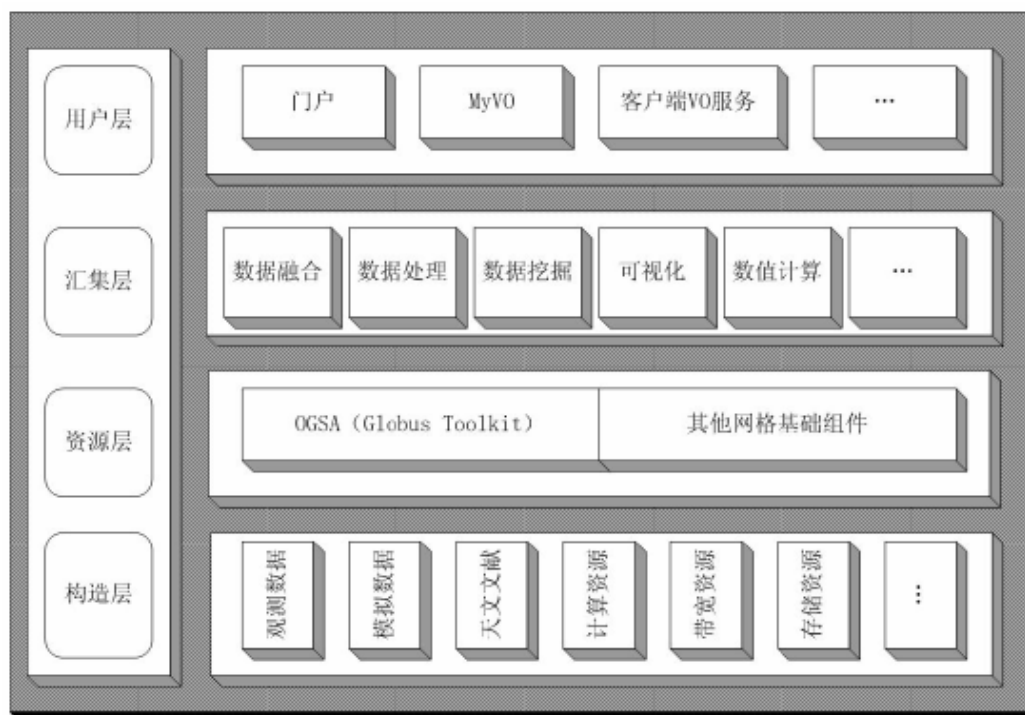 用户层
门户
MyVO
客户端VO服务
…
汇集层
数据融合
数据处理
数据挖掘
可视化
数值计算
…
资源层
OGSA（Globus Toolkit）
其他网格基础组件
构造层
观测数据
模拟数据
天文文献
计算资源
带宽资源
存储资源
…